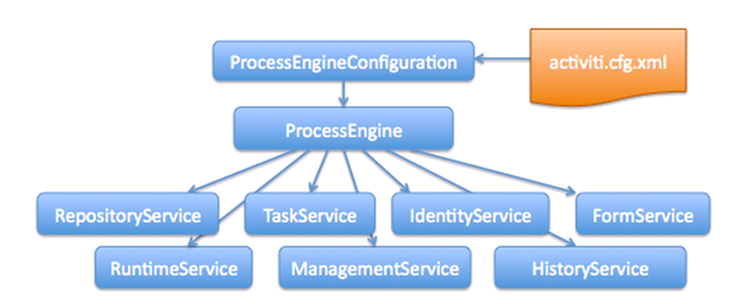 ProcessEngineConfiguration
activiti.cfg.xml
ProcessEngine
RepositoryService
TaskService
IdentityService
FormService
RuntimeService
ManagementService
HistoryService